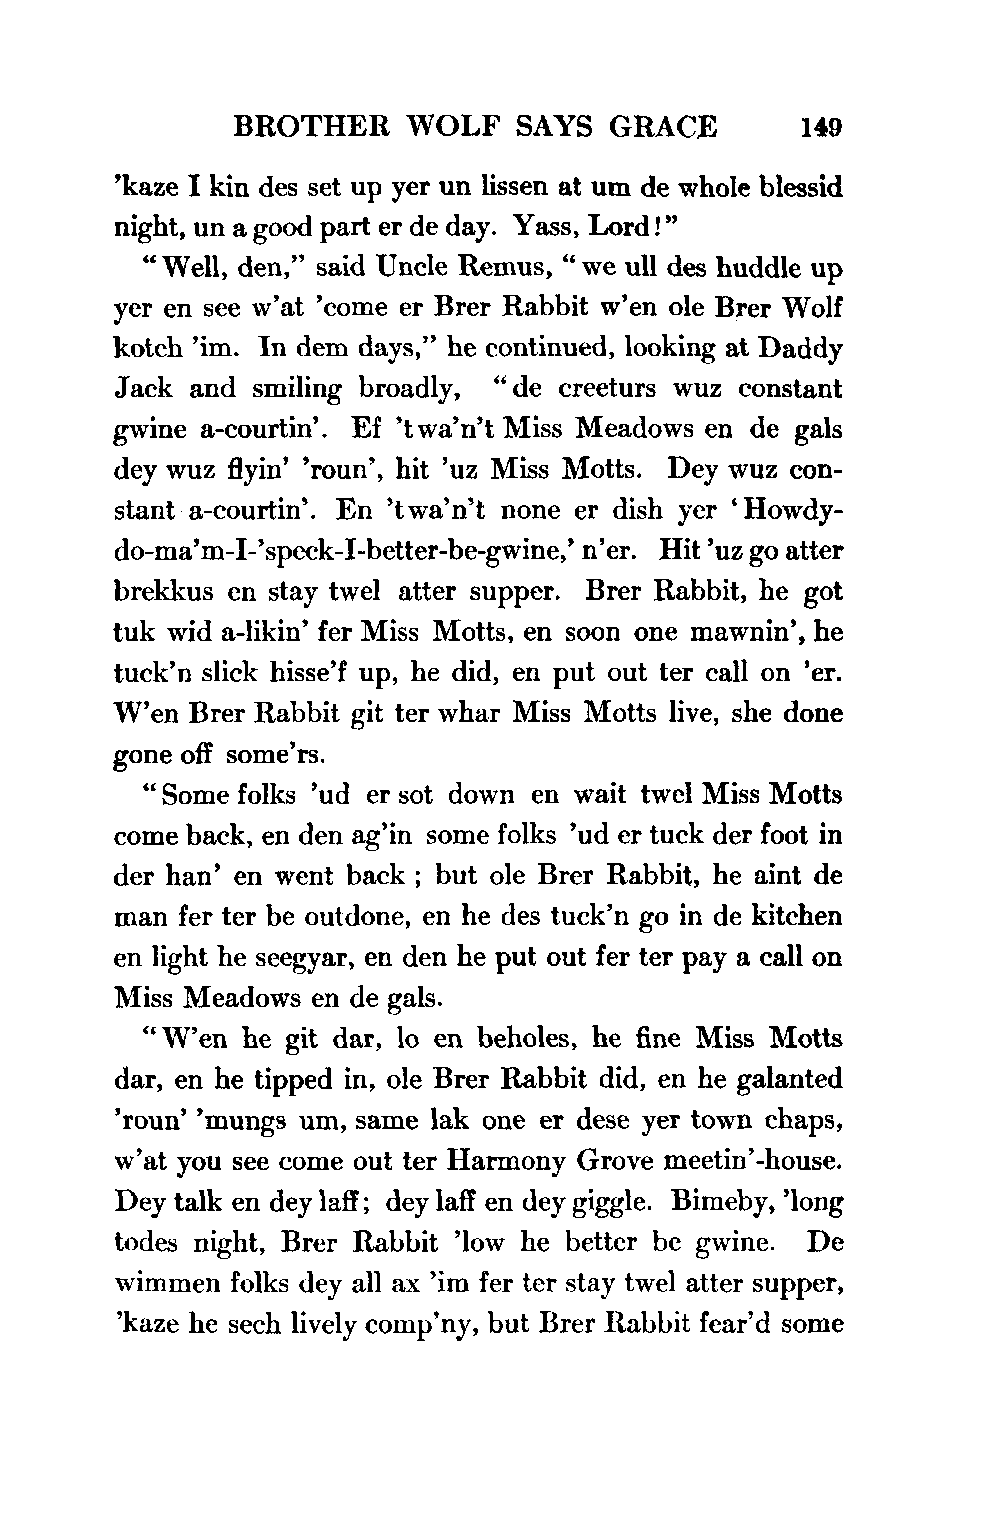 BROTHER WOLF SAYS GRACE 149
’kaze I kin des set up yer un lissen at um de whole blessid
night, un a good part er de day. Yass, Lord!”
“Well, den,” said Uncle Remus, “we ull des huddle up
yer en see w’at ’come er Brer Rabbit w’en ole Brer Wolf
kotch ’im. In dem days,” he continued, looking at Daddy
Jack and smiling broadly, “de creeturs wuz constant
gwine a-courtin’. Ef ’twa’n’t Miss Meadows en de gals
dey wuz flyin’ ’roun’, hit ’uz Miss Motts. Dey wuz con-
stant a-courtin’. En ’twa’n’t none er dish yer ‘Howdy-
do-ma’m-I-’speck-I-better-be-gwine,’ n’er. Hit ’uz go atter
brekkus en stay twel atter supper. Brer Rabbit, he got
tuk wid a-likin’ fer Miss Motts, en soon one mawnin’, he
tuck’n slick hisse’f up, he did, en put out ter call on ’er.
W’en Brer Rabbit git ter whar Miss Motts live, she done
gone off some’rs.
“Some folks ’ud er sot down en wait twel Miss Motts
come back, en den ag’in some folks ’ud er tuck der foot in
der han’ en went back ; but ole Brer Rabbit, he aint de
man fer ter be outdone, en he des tuck’n go in de kitchen
en light he seegyar, en den he put out fer ter pay a call on
Miss Meadows en de gals.
“W’en he git dar, lo en beholes, he fine Miss Motts
dar, en he tipped in, ole Brer Rabbit did, en he galanted
’roun’ ’mungs um, same lak one er dese yer town chaps,
w’at you see come out ter Harmony Grove meetin’-house.
Dey talk en dey laff; dey laff en dey giggle. Bimeby, ’long
todes night, Brer Rabbit ’low he better be gwine. De
wimmen folks dey all ax ’im fer ter stay twel atter supper,
’kaze he sech lively comp’ny, but Brer Rabbit fear’d some